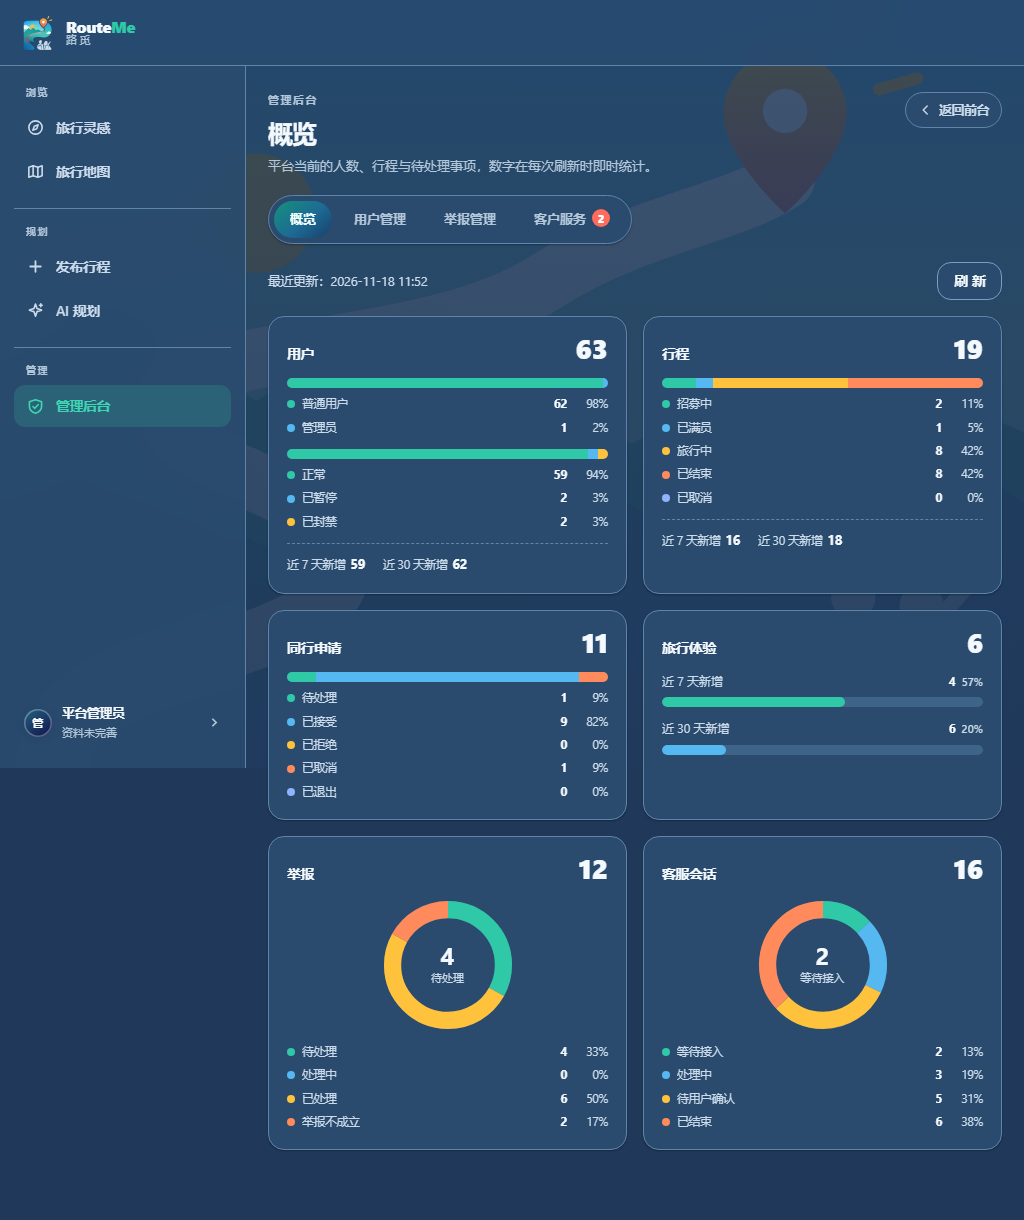 RouteMe
路觅
浏览
旅行灵感
旅行地图
规划
发布行程
AI 规划
管理
管理后台
管 平台管理员
资料未完善
管理后台
返回前台
概览
平台当前的人数、行程与待处理事项，数字在每次刷新时即时统计。
概览 用户管理 举报管理 客户服务 2
最近更新：2026-11-18 11:52
刷 新
用户 63
普通用户 62 98%
管理员 1 2%
正常 59 94%
已暂停 2 3%
已封禁 2 3%
近 7 天新增 59 近 30 天新增 62
行程 19
招募中 2 11%
已满员 1 5%
旅行中 8 42%
已结束 8 42%
已取消 0 0%
近 7 天新增 16 近 30 天新增 18
同行申请 11
待处理 1 9%
已接受 9 82%
已拒绝 0 0%
已取消 1 9%
已退出 0 0%
旅行体验 6
近 7 天新增 4 57%
近 30 天新增 6 20%
举报 12
4
待处理
待处理 4 33%
处理中 0 0%
已处理 6 50%
举报不成立 2 17%
客服会话 16
2
等待接入
等待接入 2 13%
处理中 3 19%
待用户确认 5 31%
已结束 6 38%